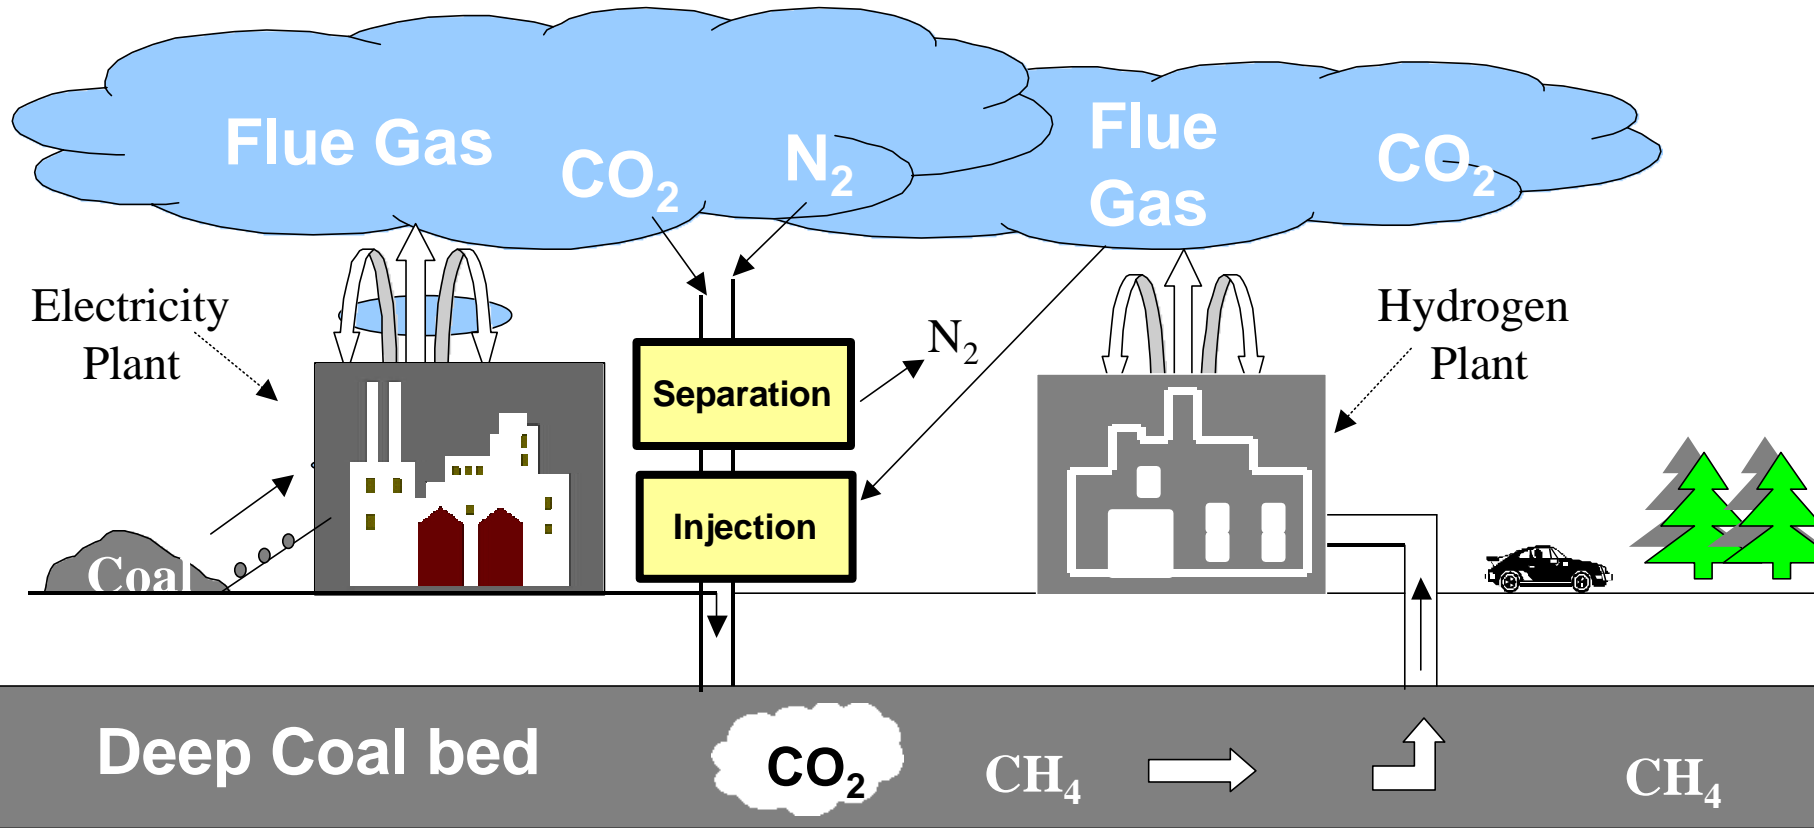 Flue Gas
CO₂
N₂
Flue
Gas
CO₂
Electricity
Plant
Hydrogen
Plant
N₂
Separation
Injection
Coal
Deep Coal bed
CO₂
CH₄
CH₄